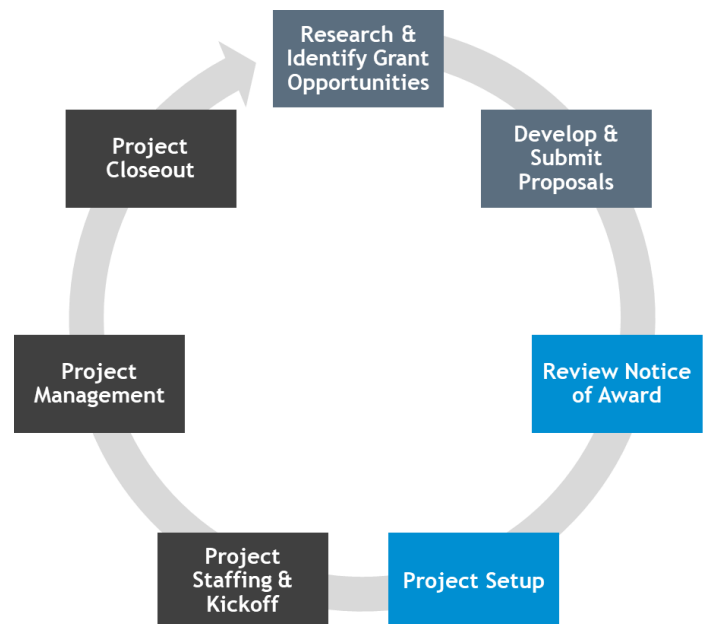 Research &
Identify Grant
Opportunities
Develop &
Submit
Proposals
Review Notice
of Award
Project Setup
Project
Staffing &
Kickoff
Project
Management
Project
Closeout